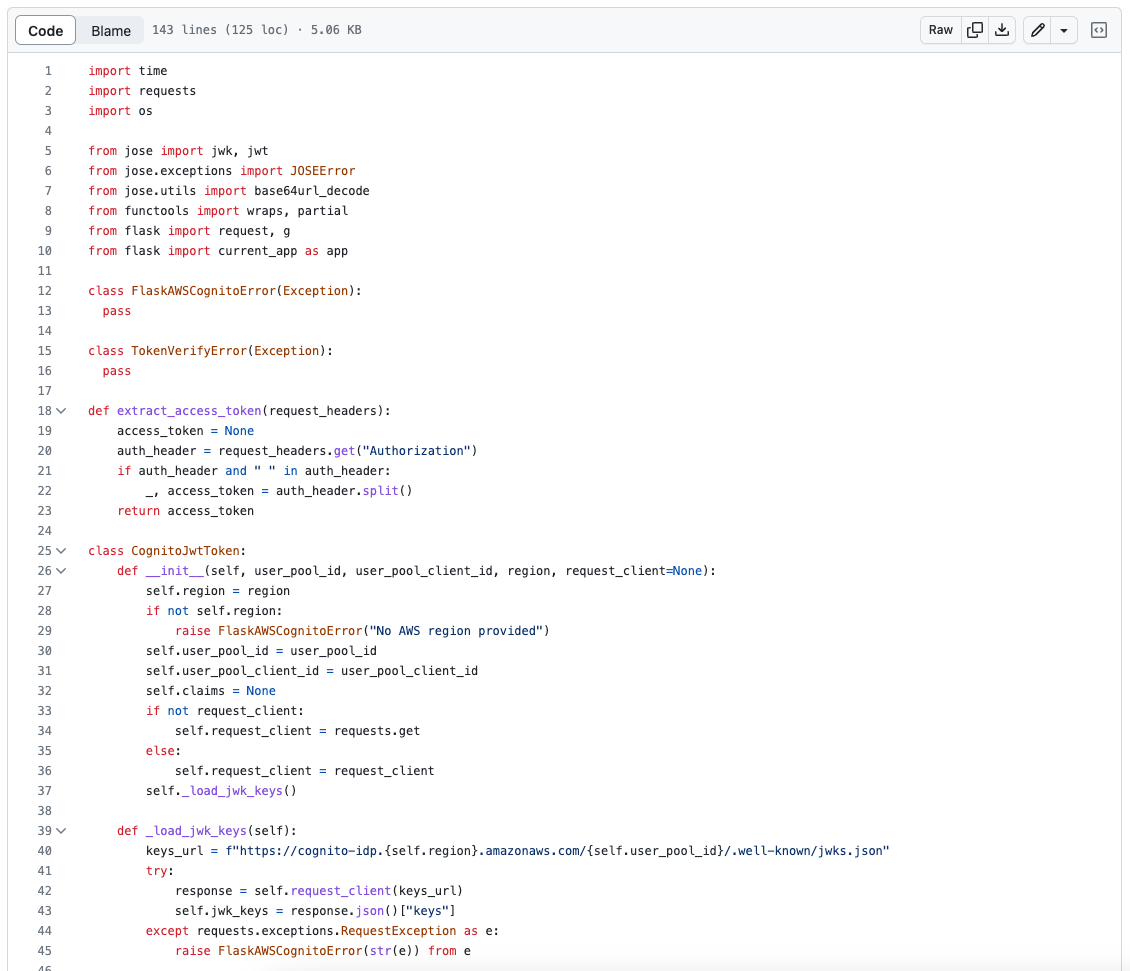 Code Blame 143 lines (125 loc) · 5.06 KB Raw
1 import time
2 import requests
3 import os
4
5 from jose import jwk, jwt
6 from jose.exceptions import JOSEError
7 from jose.utils import base64url_decode
8 from functools import wraps, partial
9 from flask import request, g
10 from flask import current_app as app
11
12 class FlaskAWSCognitoError(Exception):
13   pass
14
15 class TokenVerifyError(Exception):
16   pass
17
18 def extract_access_token(request_headers):
19     access_token = None
20     auth_header = request_headers.get("Authorization")
21     if auth_header and " " in auth_header:
22         _, access_token = auth_header.split()
23     return access_token
24
25 class CognitoJwtToken:
26     def __init__(self, user_pool_id, user_pool_client_id, region, request_client=None):
27         self.region = region
28         if not self.region:
29             raise FlaskAWSCognitoError("No AWS region provided")
30         self.user_pool_id = user_pool_id
31         self.user_pool_client_id = user_pool_client_id
32         self.claims = None
33         if not request_client:
34             self.request_client = requests.get
35         else:
36             self.request_client = request_client
37         self._load_jwk_keys()
38
39     def _load_jwk_keys(self):
40         keys_url = f"https://cognito-idp.{self.region}.amazonaws.com/{self.user_pool_id}/.well-known/jwks.json"
41         try:
42             response = self.request_client(keys_url)
43             self.jwk_keys = response.json()["keys"]
44         except requests.exceptions.RequestException as e:
45             raise FlaskAWSCognitoError(str(e)) from e
46